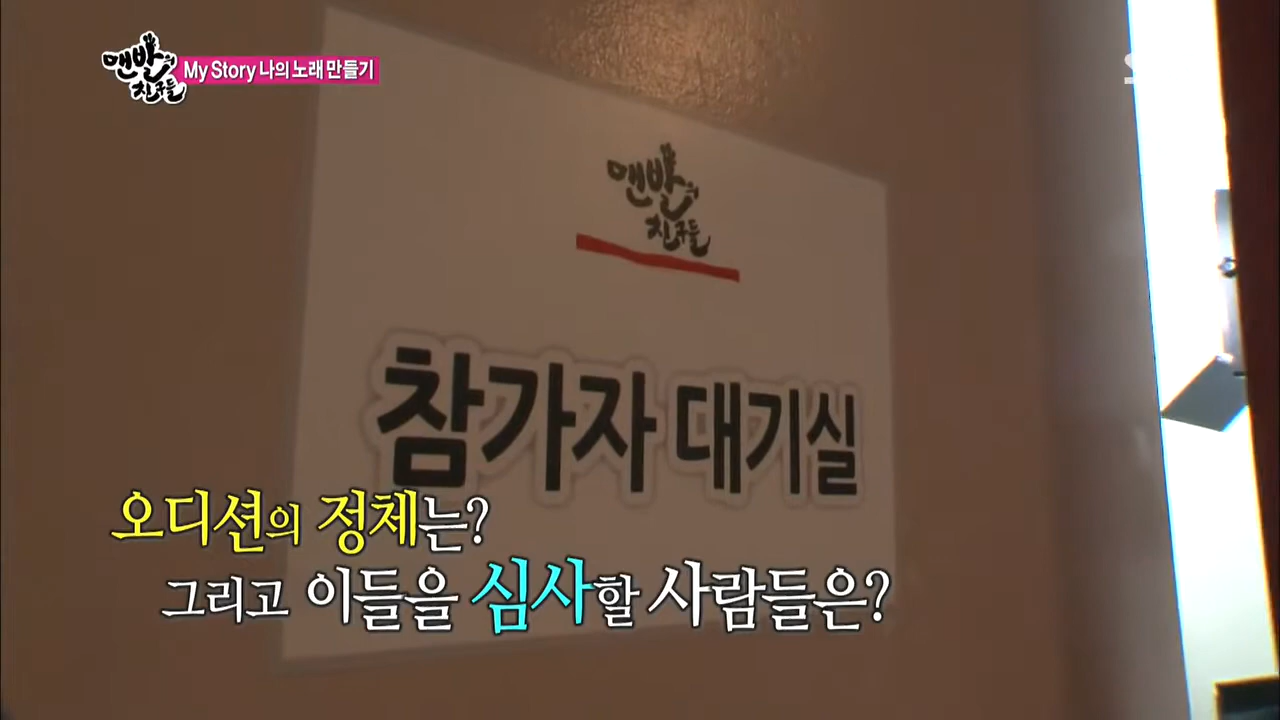 맨발의
친구들
My Story 나의 노래 만들기
맨발의
친구들
참가자 대기실
오디션의 정체는?
그리고 이들을 심사할 사람들은?